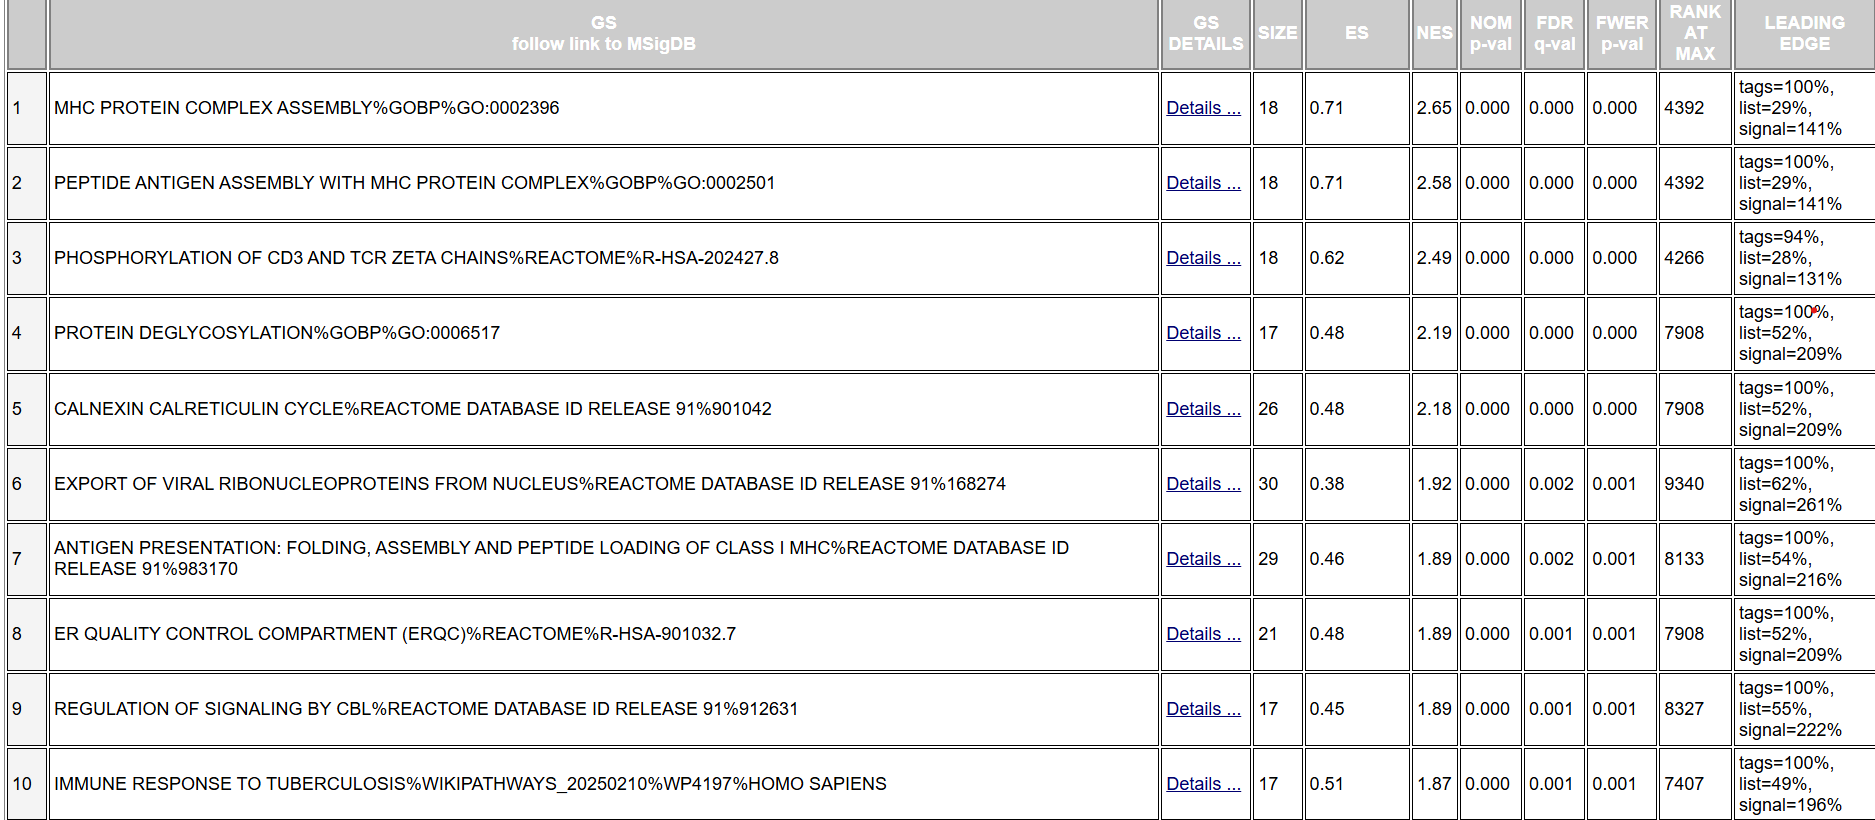 GS
follow link to MSigDB
GS
DETAILS
SIZE
ES
NES
NOM
p-val
FDR
q-val
FWER
p-val
RANK
AT
MAX
LEADING
EDGE
1
MHC PROTEIN COMPLEX ASSEMBLY%GOBP%GO:0002396
Details ...
18
0.71
2.65
0.000
0.000
0.000
4392
tags=100%,
list=29%,
signal=141%
2
PEPTIDE ANTIGEN ASSEMBLY WITH MHC PROTEIN COMPLEX%GOBP%GO:0002501
Details ...
18
0.71
2.58
0.000
0.000
0.000
4392
tags=100%,
list=29%,
signal=141%
3
PHOSPHORYLATION OF CD3 AND TCR ZETA CHAINS%REACTOME%R-HSA-202427.8
Details ...
18
0.62
2.49
0.000
0.000
0.000
4266
tags=94%,
list=28%,
signal=131%
4
PROTEIN DEGLYCOSYLATION%GOBP%GO:0006517
Details ...
17
0.48
2.19
0.000
0.000
0.000
7908
tags=100%,
list=52%,
signal=209%
5
CALNEXIN CALRETICULIN CYCLE%REACTOME DATABASE ID RELEASE 91%901042
Details ...
26
0.48
2.18
0.000
0.000
0.000
7908
tags=100%,
list=52%,
signal=209%
6
EXPORT OF VIRAL RIBONUCLEOPROTEINS FROM NUCLEUS%REACTOME DATABASE ID RELEASE 91%168274
Details ...
30
0.38
1.92
0.000
0.002
0.001
9340
tags=100%,
list=62%,
signal=261%
7
ANTIGEN PRESENTATION: FOLDING, ASSEMBLY AND PEPTIDE LOADING OF CLASS I MHC%REACTOME DATABASE ID
RELEASE 91%983170
Details ...
29
0.46
1.89
0.000
0.002
0.001
8133
tags=100%,
list=54%,
signal=216%
8
ER QUALITY CONTROL COMPARTMENT (ERQC)%REACTOME%R-HSA-901032.7
Details ...
21
0.48
1.89
0.000
0.001
0.001
7908
tags=100%,
list=52%,
signal=209%
9
REGULATION OF SIGNALING BY CBL%REACTOME DATABASE ID RELEASE 91%912631
Details ...
17
0.45
1.89
0.000
0.001
0.001
8327
tags=100%,
list=55%,
signal=222%
10
IMMUNE RESPONSE TO TUBERCULOSIS%WIKIPATHWAYS_20250210%WP4197%HOMO SAPIENS
Details ...
17
0.51
1.87
0.000
0.001
0.001
7407
tags=100%,
list=49%,
signal=196%